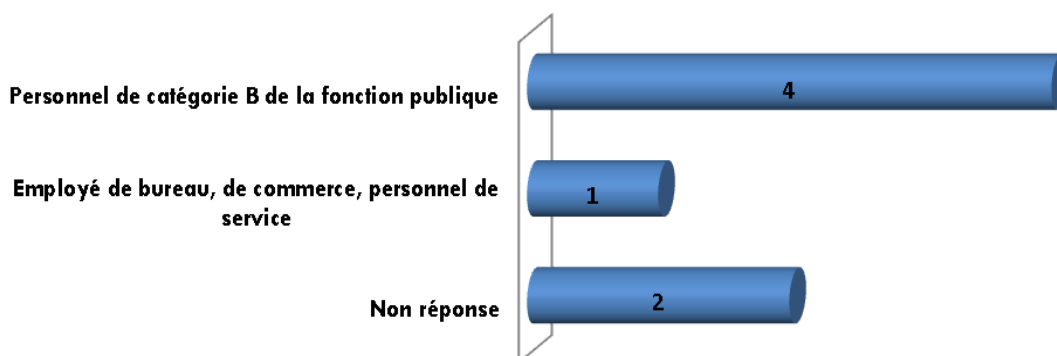 Personnel de catégorie B de la fonction publique
4
Employé de bureau, de commerce, personnel de
service
1
Non réponse
2